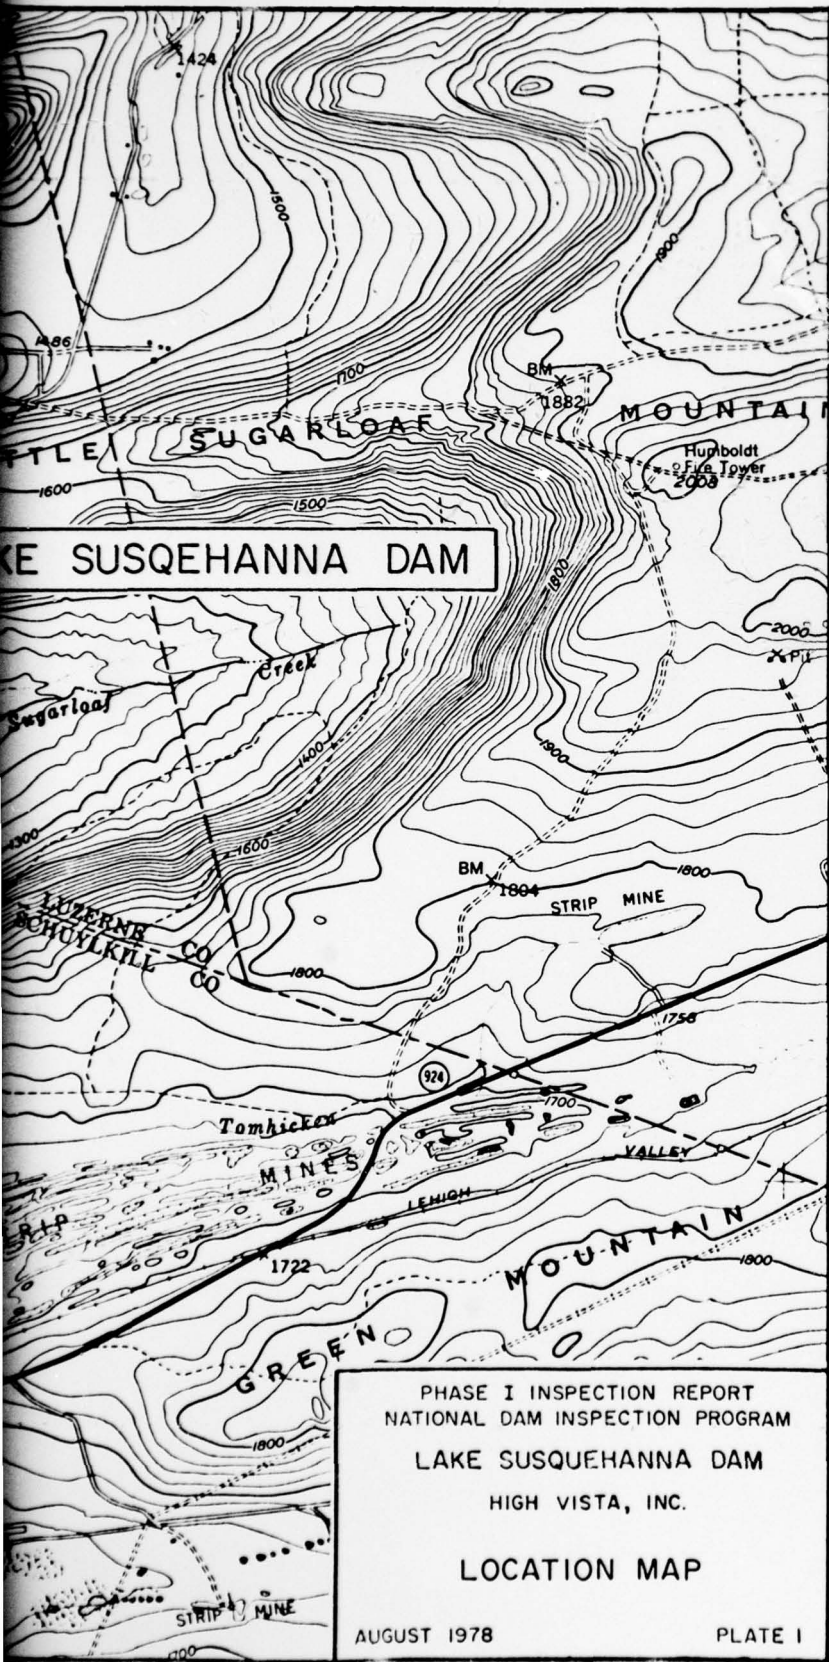 1424
1500
1900
1486
1700
BM
1882
MOUNTAI
TTLE SUGARLOAF
Humboldt
Fire Tower
2008
1600
1500
KE SUSQEHANNA DAM
1800
2000
Pit
Creek
Sugarloaf
1400
1900
1300
1600
BM
1804
1800
STRIP MINE
LUZERNE CO
SCHUYLKILL CO
1800
1758
924
1700
Tomhicken
MINES
VALLEY
LEHIGH
RIP
MOUNTAIN
1722
1800
GREEN
1800
PHASE I INSPECTION REPORT
NATIONAL DAM INSPECTION PROGRAM
LAKE SUSQUEHANNA DAM
HIGH VISTA, INC.
LOCATION MAP
STRIP MINE
AUGUST 1978 PLATE I
1700